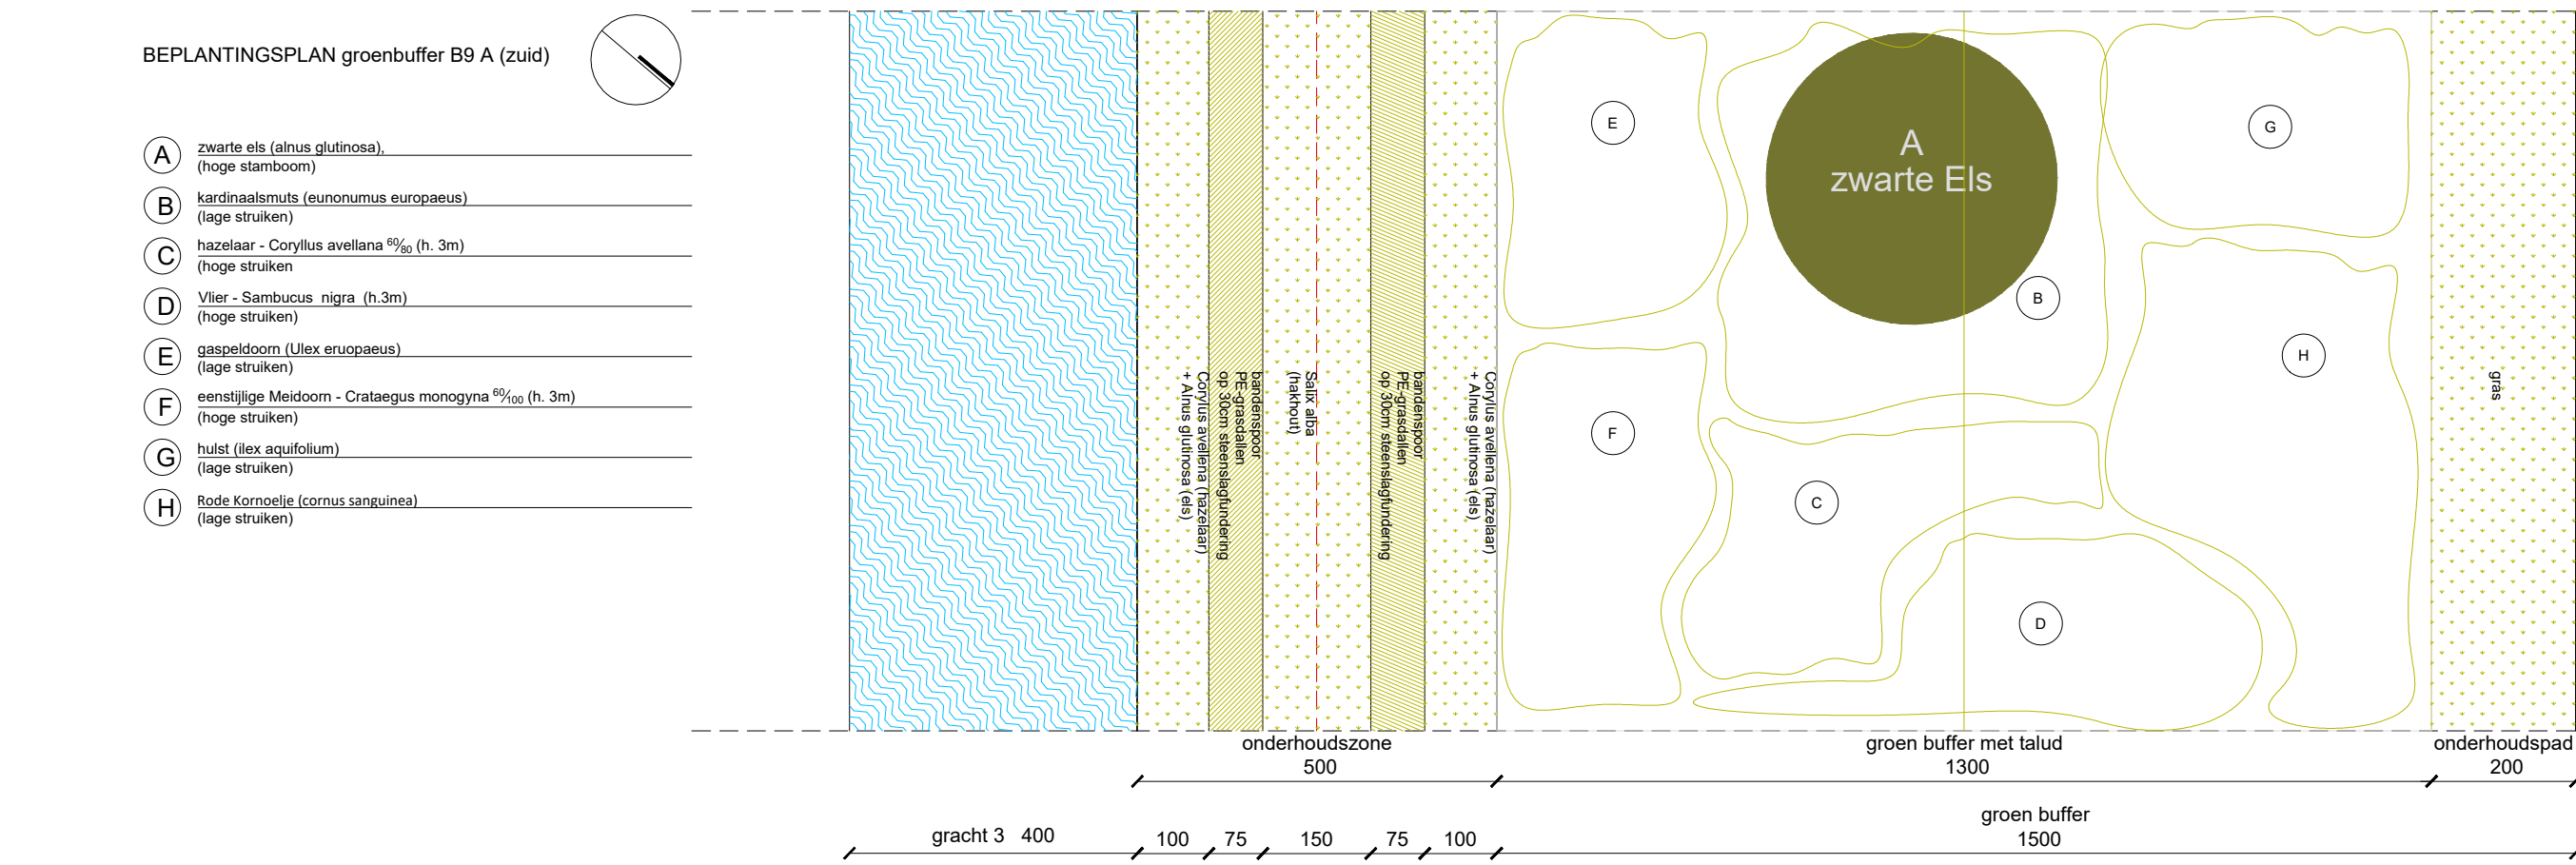 BEPLANTINGSPLAN groenbuffer B9 A (zuid)
A
zwarte els (alnus glutinosa),
(hoge stamboom)
B
kardinaalsmuts (eunonumus europaeus)
(lage struiken)
C
hazelaar - Coryllus avellana 60/80 (h. 3m)
(hoge struiken
D
Vlier - Sambucus nigra (h.3m)
(hoge struiken)
E
gaspeldoorn (Ulex eruopaeus)
(lage struiken)
F
eenstijlige Meidoorn - Crataegus monogyna 60/100 (h. 3m)
(hoge struiken)
G
hulst (ilex aquifolium)
(lage struiken)
H
Rode Kornoelje (cornus sanguinea)
(lage struiken)
Corylus avellena (hazelaar)
+ Alnus glutinosa (els)
bandenspoor
PE-grasdallen
op 30cm steenslagfundering
Salix alba
(hakhout)
bandenspoor
PE-grasdallen
op 30cm steenslagfundering
Corylus avellena (hazelaar)
+ Alnus glutinosa (els)
E
A
zwarte Els
G
B
H
F
C
D
gras
onderhoudszone
500
groen buffer met talud
1300
onderhoudspad
200
gracht 3 400
100
75
150
75
100
groen buffer
1500